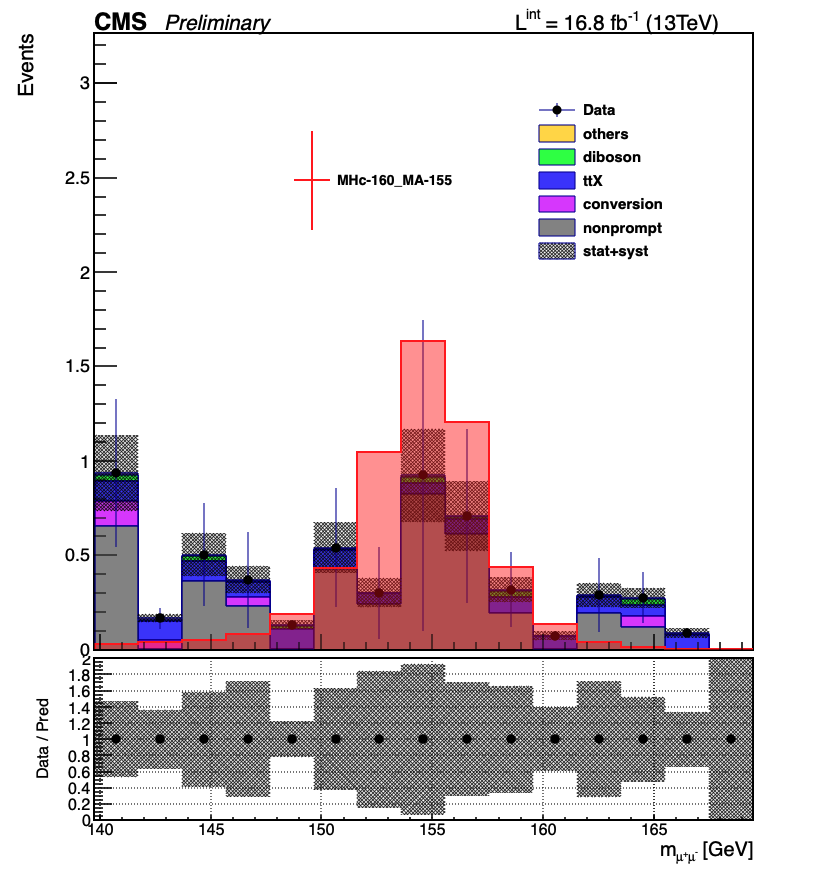 CMS Preliminary L^int = 16.8 fb^-1 (13TeV)
Events
3
2.5
2
1.5
1
0.5
0
Data
others
diboson
ttX
conversion
nonprompt
stat+syst
MHc-160_MA-155
Data / Pred
2
1.8
1.6
1.4
1.2
1
0.8
0.6
0.4
0.2
0
140 145 150 155 160 165
m_μ+μ- [GeV]